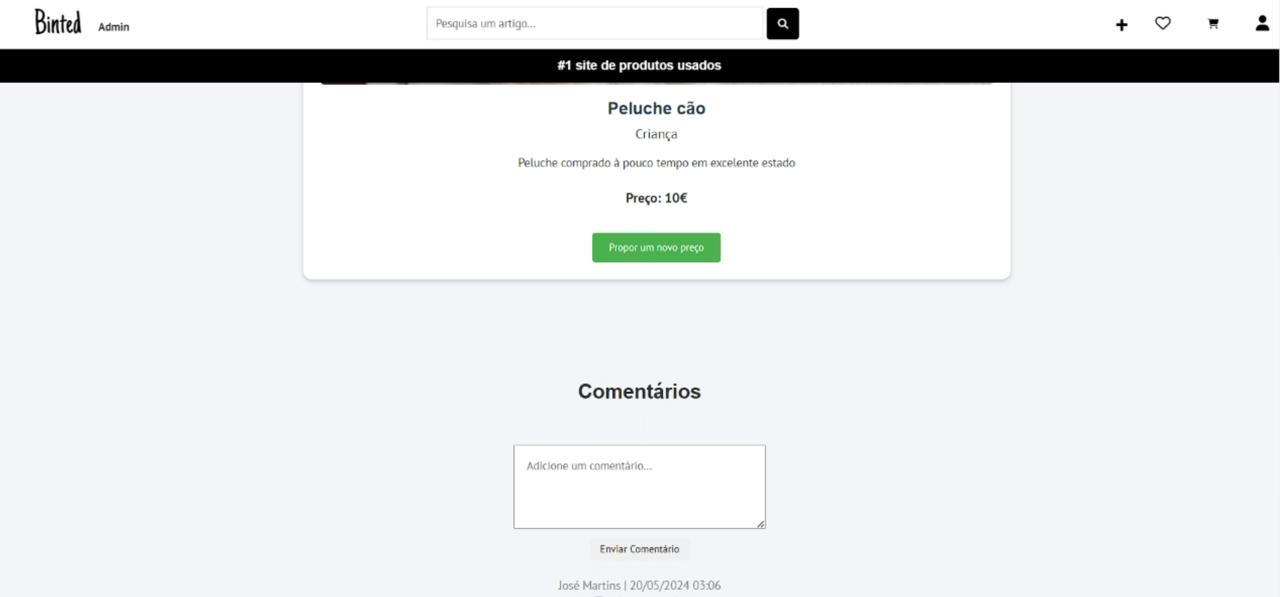 Binted Admin Pesquisa um artigo...
#1 site de produtos usados
Peluche cão
Criança
Peluche comprado à pouco tempo em excelente estado
Preço: 10€
Propor um novo preço
Comentários
Adicione um comentário...
Enviar Comentário
José Martins | 20/05/2024 03:06